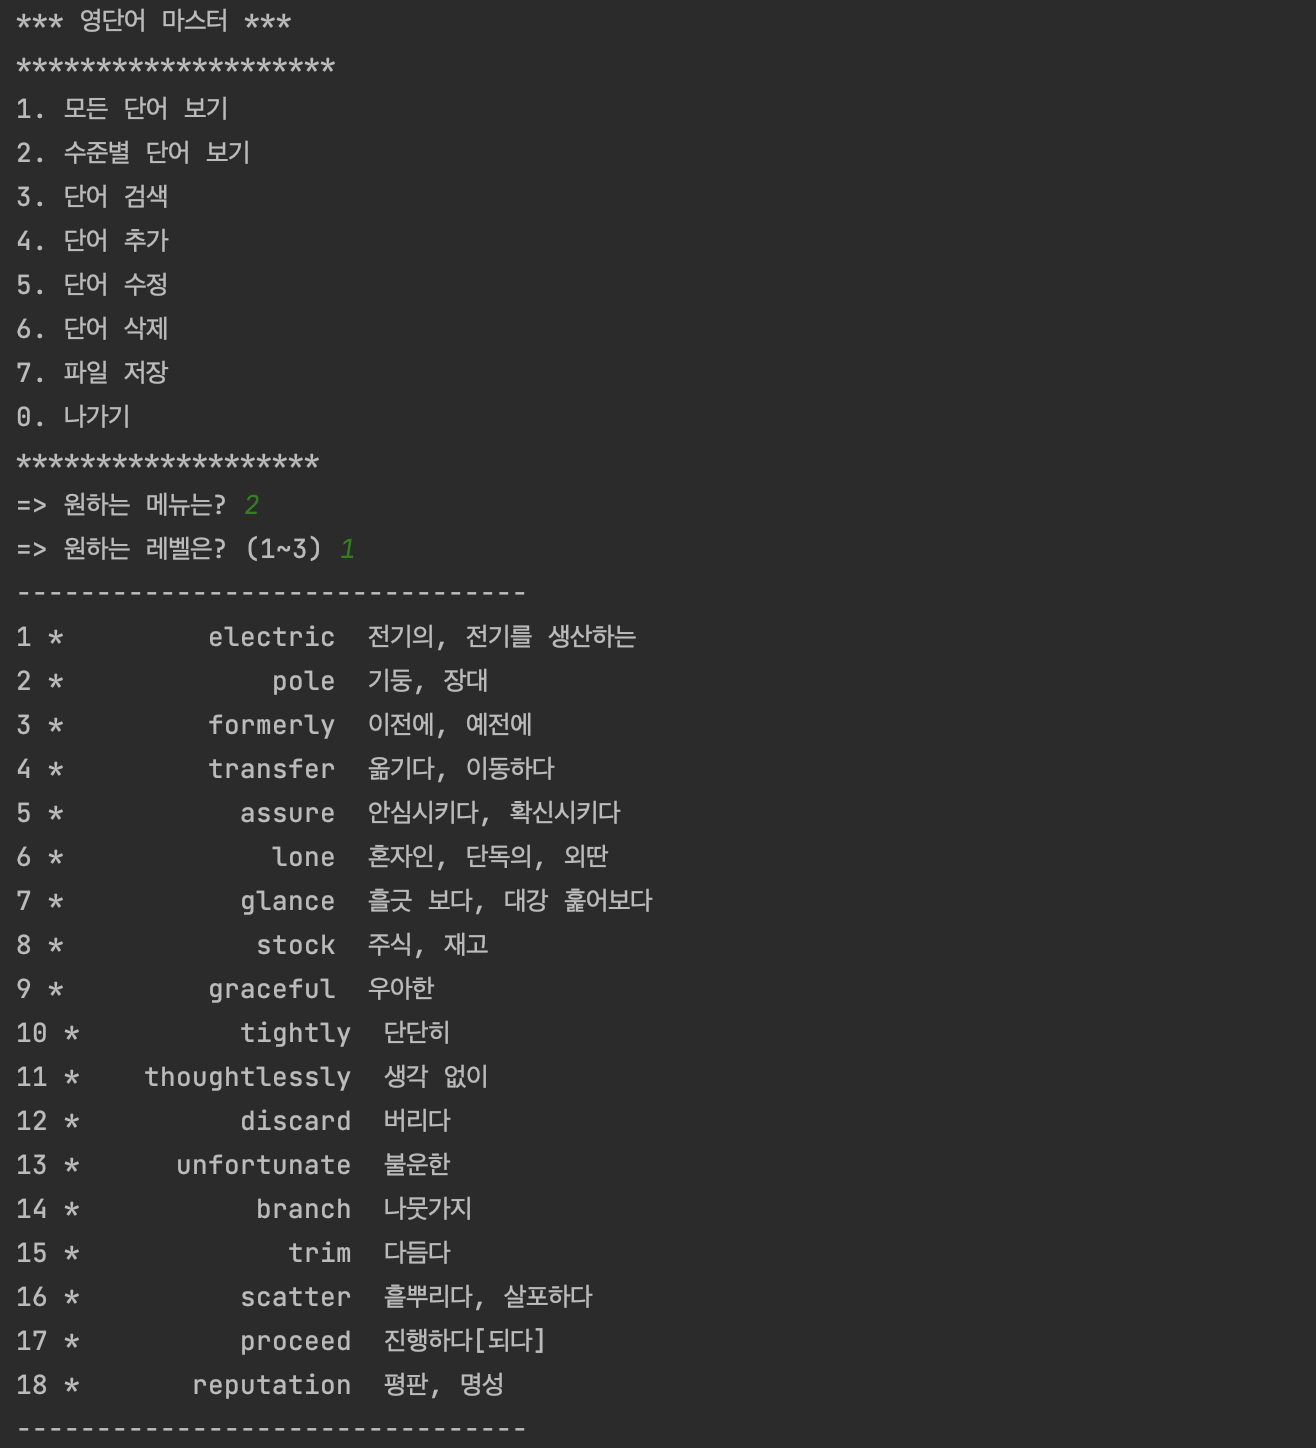 *** 영단어 마스터 ***
********************
1. 모든 단어 보기
2. 수준별 단어 보기
3. 단어 검색
4. 단어 추가
5. 단어 수정
6. 단어 삭제
7. 파일 저장
0. 나가기
*******************
=> 원하는 메뉴는? 2
=> 원하는 레벨은? (1~3) 1
--------------------------------
1 *         electric  전기의, 전기를 생산하는
2 *             pole  기둥, 장대
3 *         formerly  이전에, 예전에
4 *         transfer  옮기다, 이동하다
5 *           assure  안심시키다, 확신시키다
6 *             lone  혼자인, 단독의, 외딴
7 *           glance  흘긋 보다, 대강 훑어보다
8 *            stock  주식, 재고
9 *         graceful  우아한
10 *          tightly  단단히
11 *    thoughtlessly  생각 없이
12 *          discard  버리다
13 *      unfortunate  불운한
14 *           branch  나뭇가지
15 *             trim  다듬다
16 *          scatter  흩뿌리다, 살포하다
17 *          proceed  진행하다[되다]
18 *       reputation  평판, 명성
--------------------------------